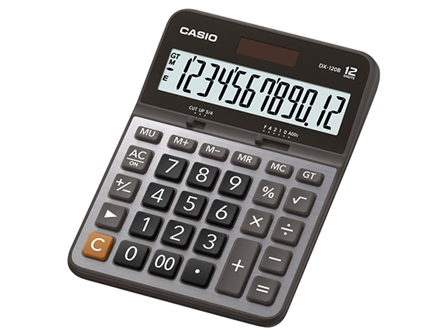 CASIO
DX-120B 12 DIGITS
GT
M
E
123456789012.
CUT UP 5/4
F 4 2 1 0 ADD2
MU M+ M− MR MC GT
AC ON 7 8 9 % √
+/− 4 5 6 × ÷
▶ 1 2 3 + −
C 0 00 · =